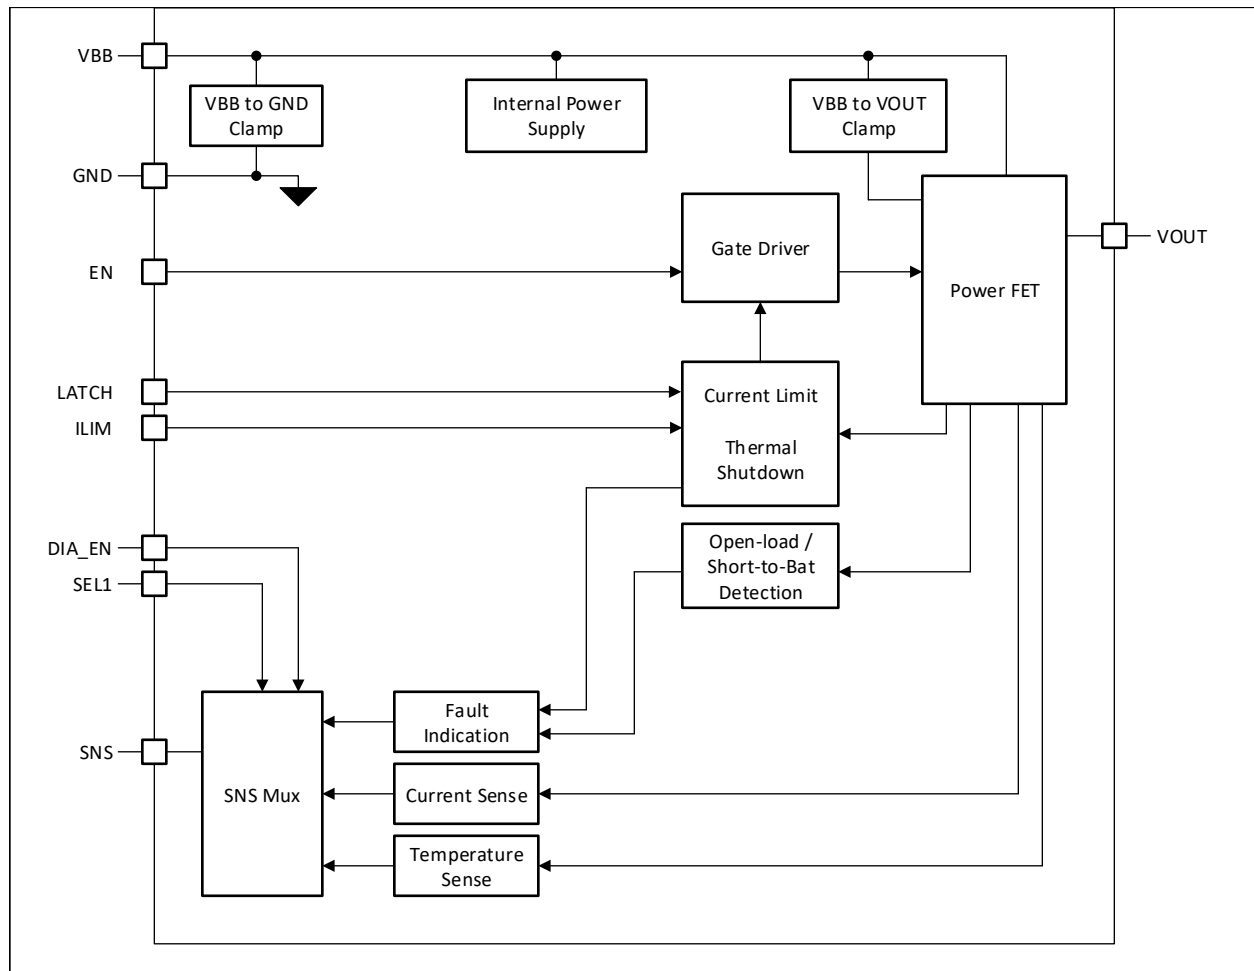 VBB
VBB to GND
Clamp
Internal Power
Supply
VBB to VOUT
Clamp
GND
Gate Driver
VOUT
EN
Power FET
LATCH
ILIM
Current Limit
Thermal
Shutdown
DIA_EN
SEL1
Open-load /
Short-to-Bat
Detection
SNS
SNS Mux
Fault
Indication
Current Sense
Temperature
Sense